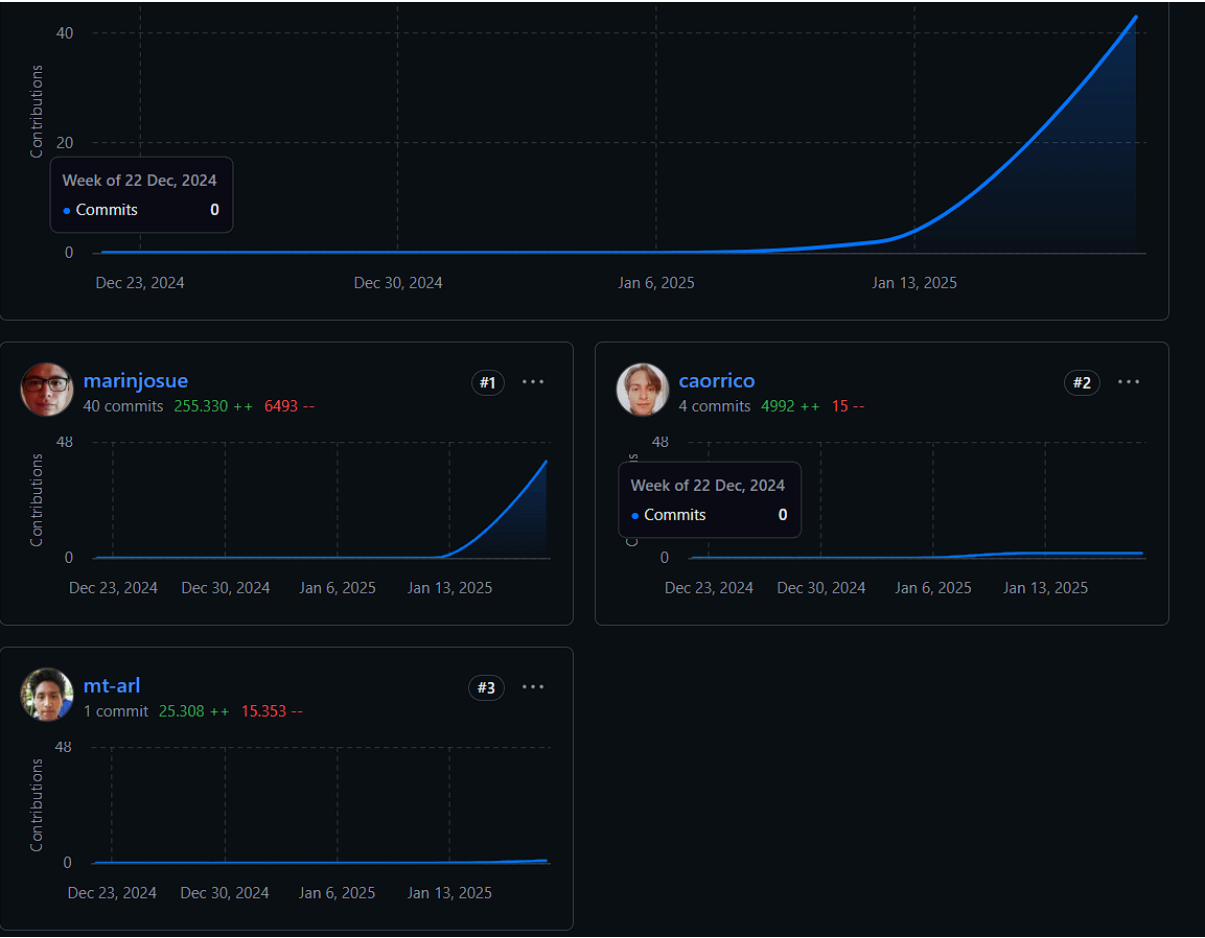 40
Contributions
20
Week of 22 Dec, 2024
Commits 0
0
Dec 23, 2024 Dec 30, 2024 Jan 6, 2025 Jan 13, 2025
marinjosue #1
40 commits 255.330 ++ 6493 --
48
Contributions
0
Dec 23, 2024 Dec 30, 2024 Jan 6, 2025 Jan 13, 2025
caorrico #2
4 commits 4992 ++ 15 --
48
Week of 22 Dec, 2024
Commits 0
0
Dec 23, 2024 Dec 30, 2024 Jan 6, 2025 Jan 13, 2025
mt-arl #3
1 commit 25.308 ++ 15.353 --
48
Contributions
0
Dec 23, 2024 Dec 30, 2024 Jan 6, 2025 Jan 13, 2025